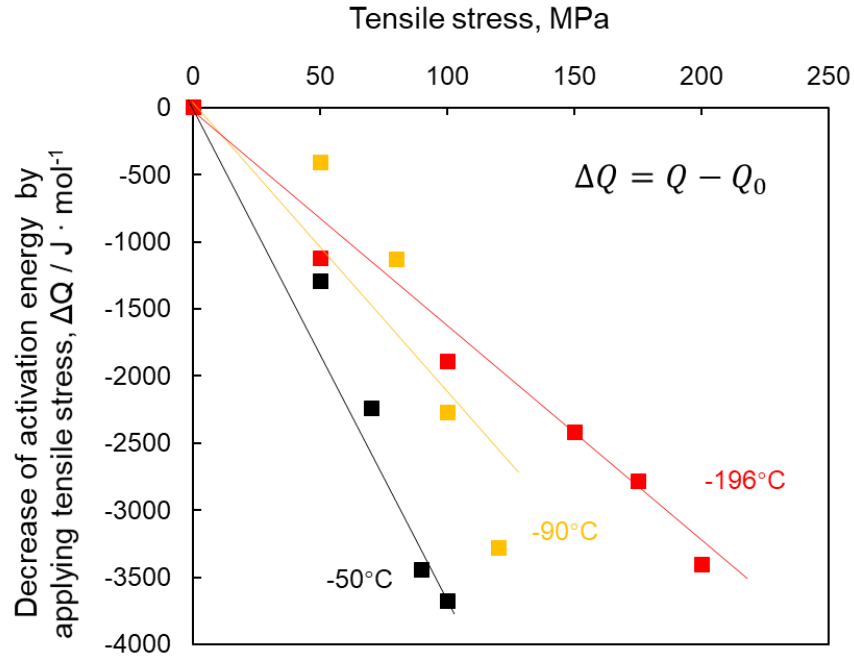 Tensile stress, MPa
0 50 100 150 200 250
0
-500
-1000
-1500
-2000
-2500
-3000
-3500
-4000
Decrease of activation energy by
applying tensile stress, ΔQ / J · mol⁻¹
ΔQ = Q − Q₀
-196°C
-90°C
-50°C